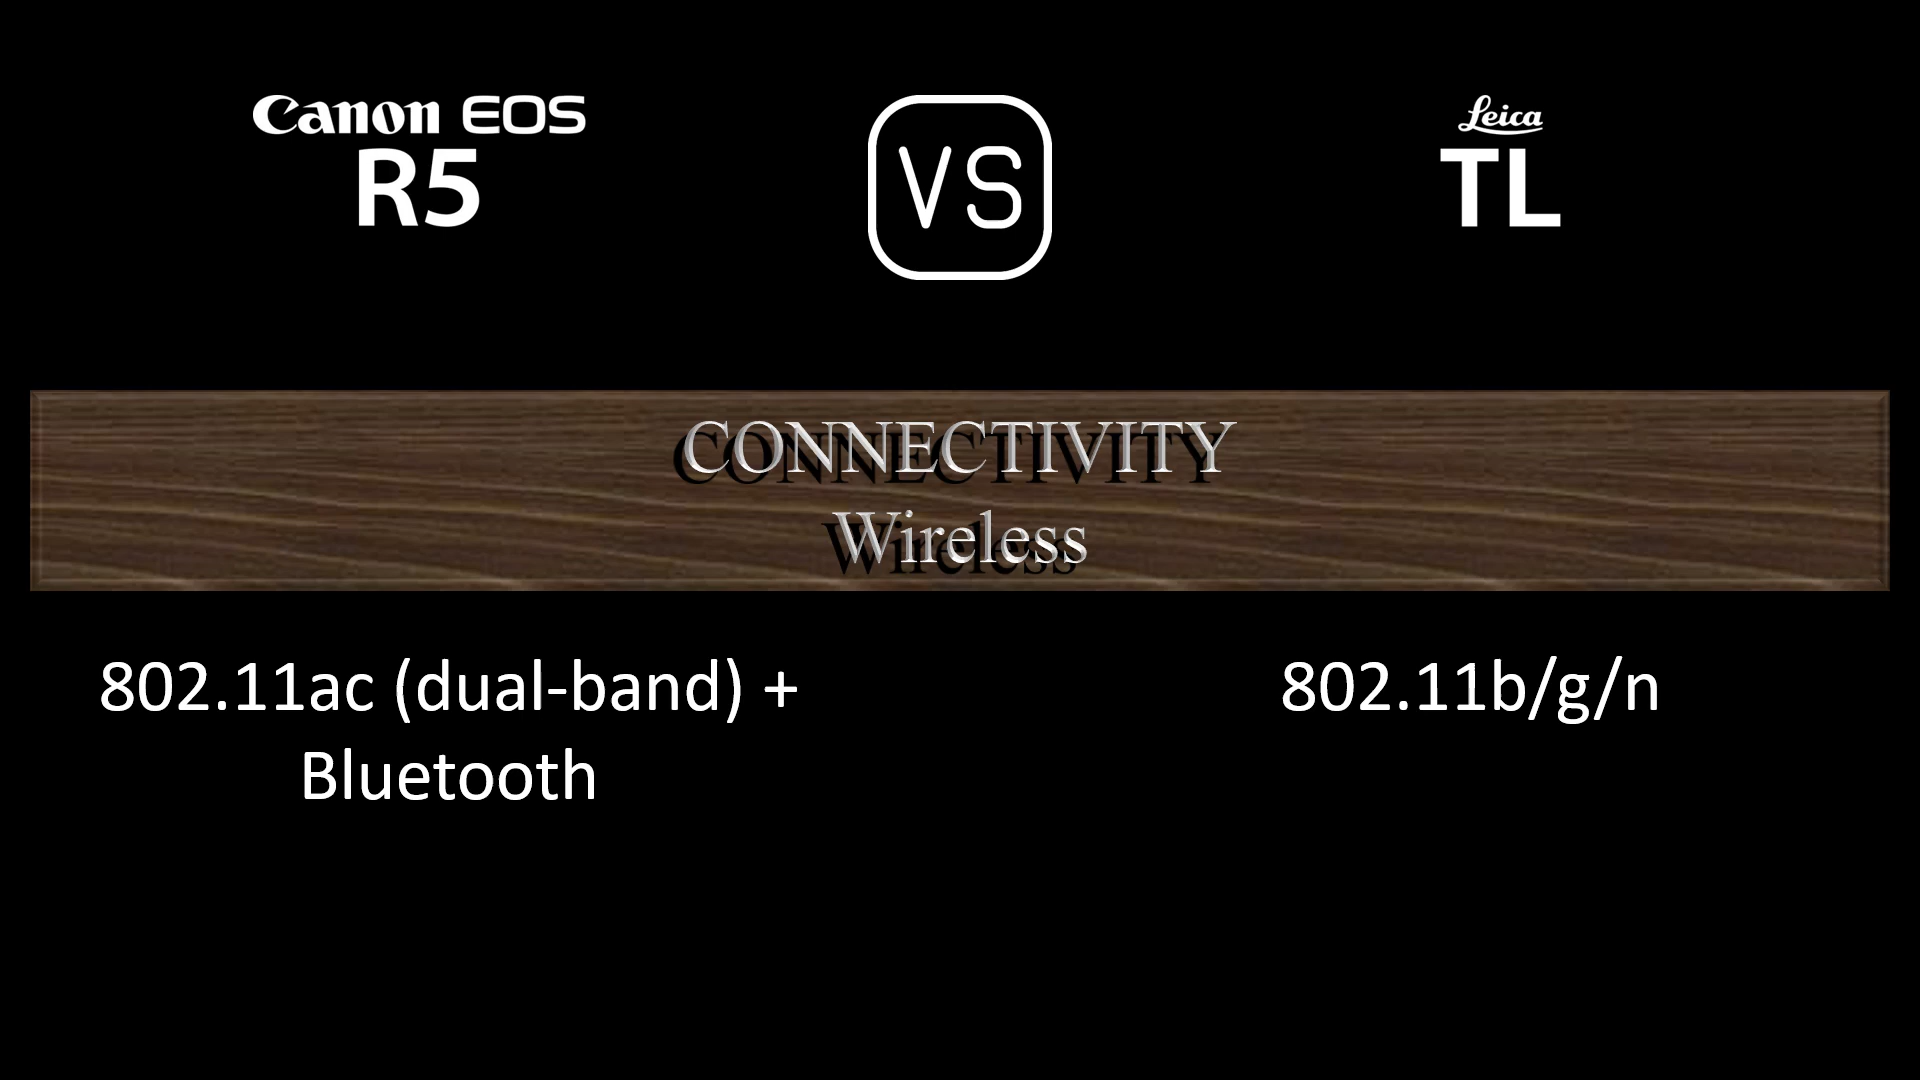 Canon EOS
R5
VS
Leica
TL
CONNECTIVITY
Wireless
802.11ac (dual-band) +
Bluetooth
802.11b/g/n